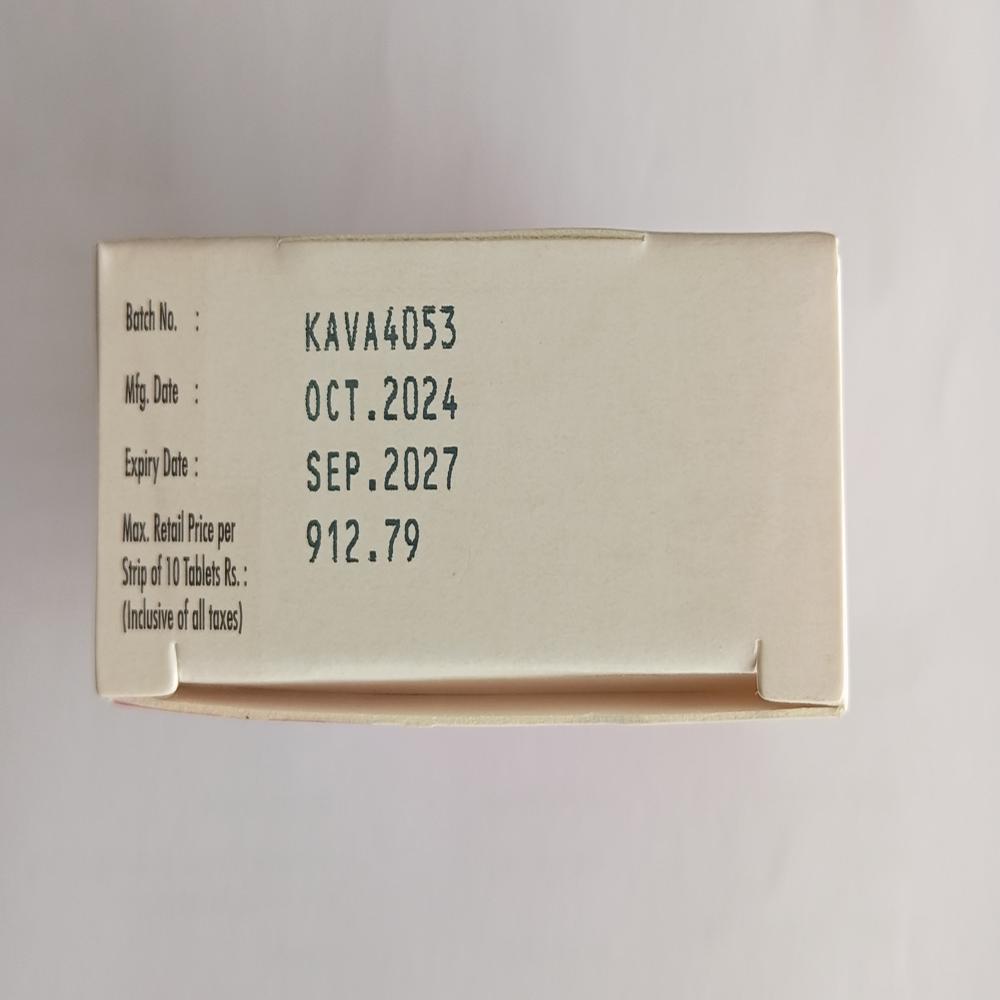 Batch No. : KAVA4053
Mfg. Date : OCT.2024
Expiry Date : SEP.2027
Max. Retail Price per 912.79
Strip of 10 Tablets Rs. :
(Inclusive of all taxes)